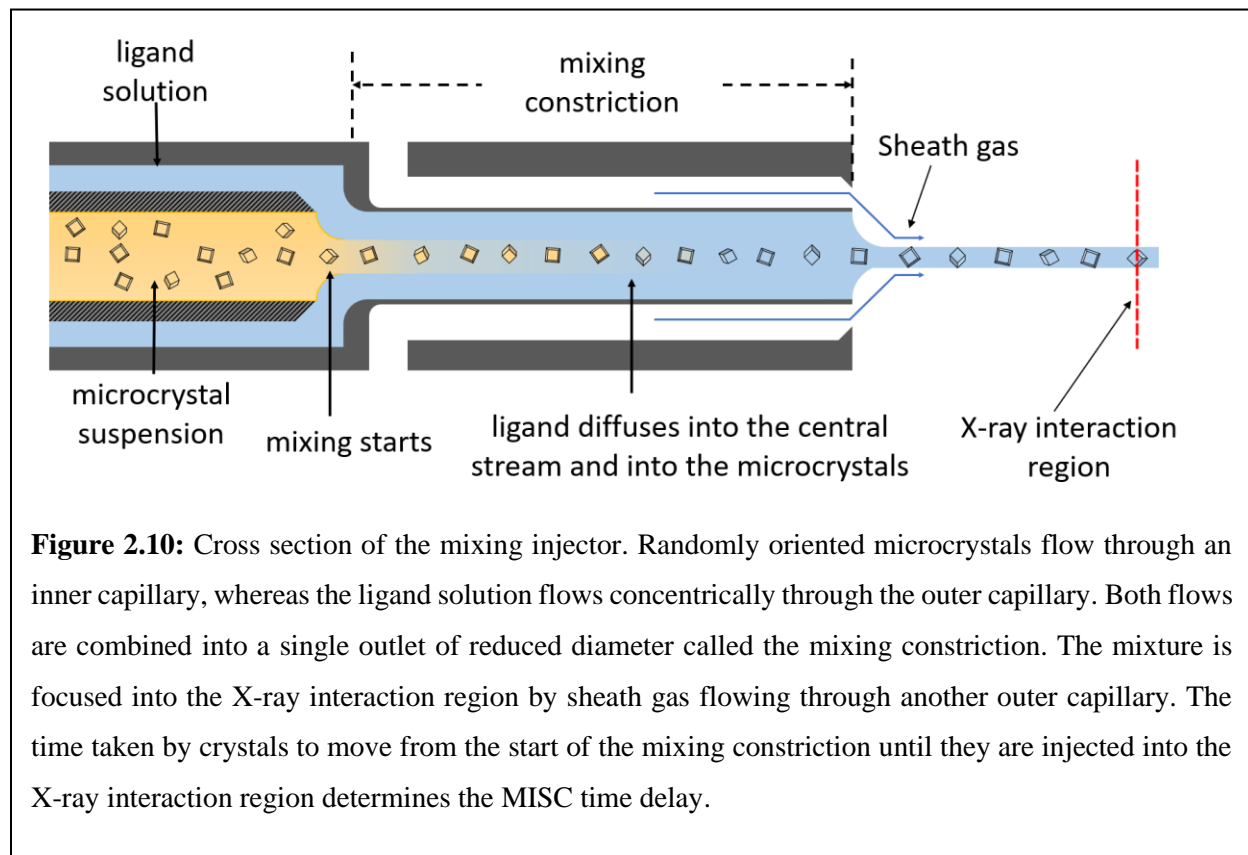 ligand
solution
mixing
constriction
Sheath gas
microcrystal
suspension
mixing starts
ligand diffuses into the central
stream and into the microcrystals
X-ray interaction
region
Figure 2.10: Cross section of the mixing injector. Randomly oriented microcrystals flow through an
inner capillary, whereas the ligand solution flows concentrically through the outer capillary. Both flows
are combined into a single outlet of reduced diameter called the mixing constriction. The mixture is
focused into the X-ray interaction region by sheath gas flowing through another outer capillary. The
time taken by crystals to move from the start of the mixing constriction until they are injected into the
X-ray interaction region determines the MISC time delay.